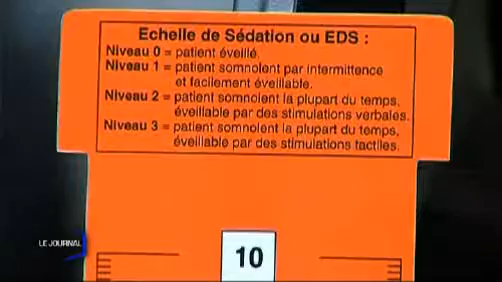 Echelle de Sédation ou EDS :
Niveau 0 = patient éveillé.
Niveau 1 = patient somnolent par intermittence
et facilement éveillable.
Niveau 2 = patient somnolent la plupart du temps,
éveillable par des stimulations verbales.
Niveau 3 = patient somnolent la plupart du temps,
éveillable par des stimulations tactiles.
LE JOURNAL
10